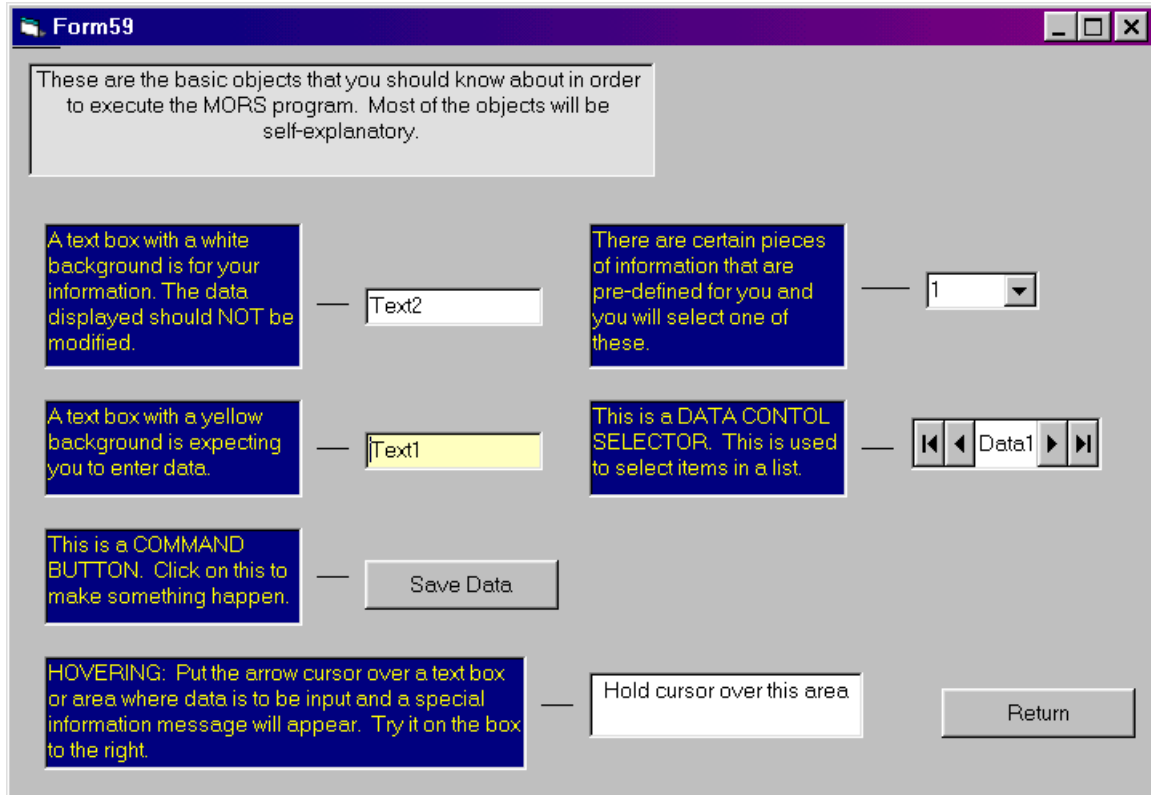 Form59
These are the basic objects that you should know about in order
to execute the MORS program.  Most of the objects will be
self-explanatory.
A text box with a white
background is for your
information. The data
displayed should NOT be
modified.
Text2
There are certain pieces
of information that are
pre-defined for you and
you will select one of
these.
1
A text box with a yellow
background is expecting
you to enter data.
Text1
This is a DATA CONTOL
SELECTOR.  This is used
to select items in a list.
Data1
This is a COMMAND
BUTTON.  Click on this to
make something happen.
Save Data
HOVERING:  Put the arrow cursor over a text box
or area where data is to be input and a special
information message will appear.  Try it on the box
to the right.
Hold cursor over this area
Return